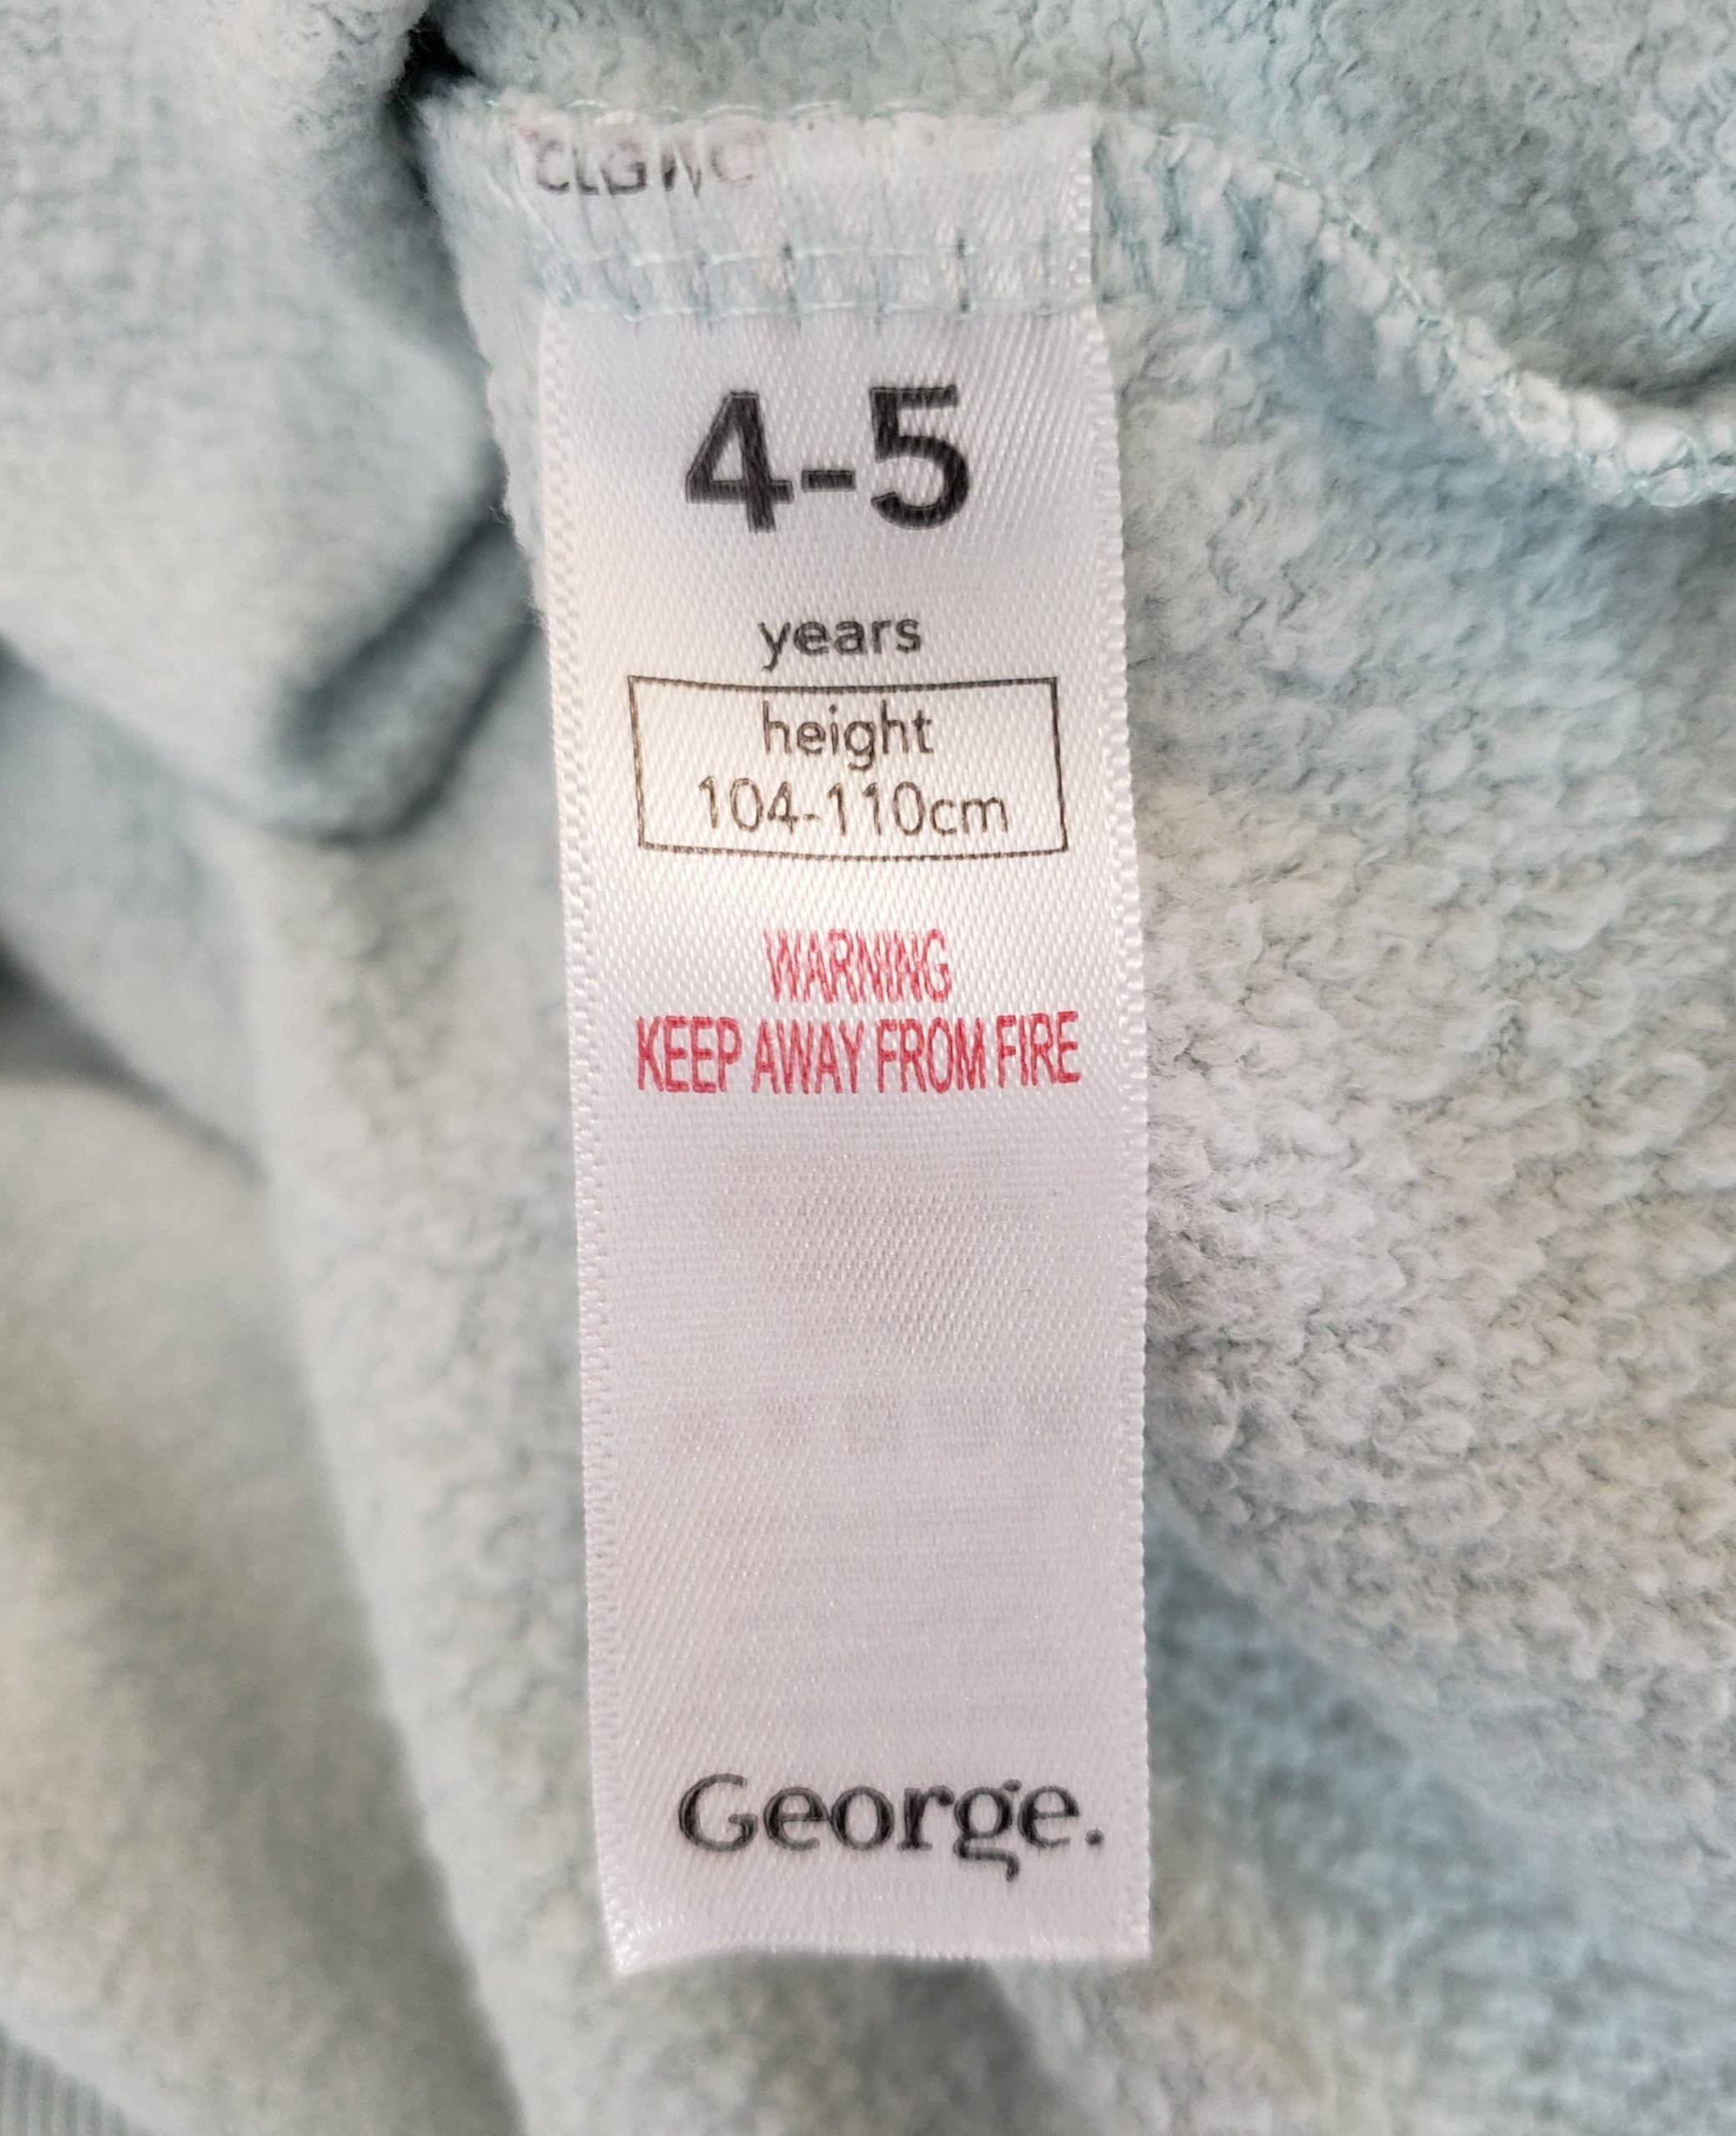 4-5
years
height
104-110cm
WARNING
KEEP AWAY FROM FIRE
George.